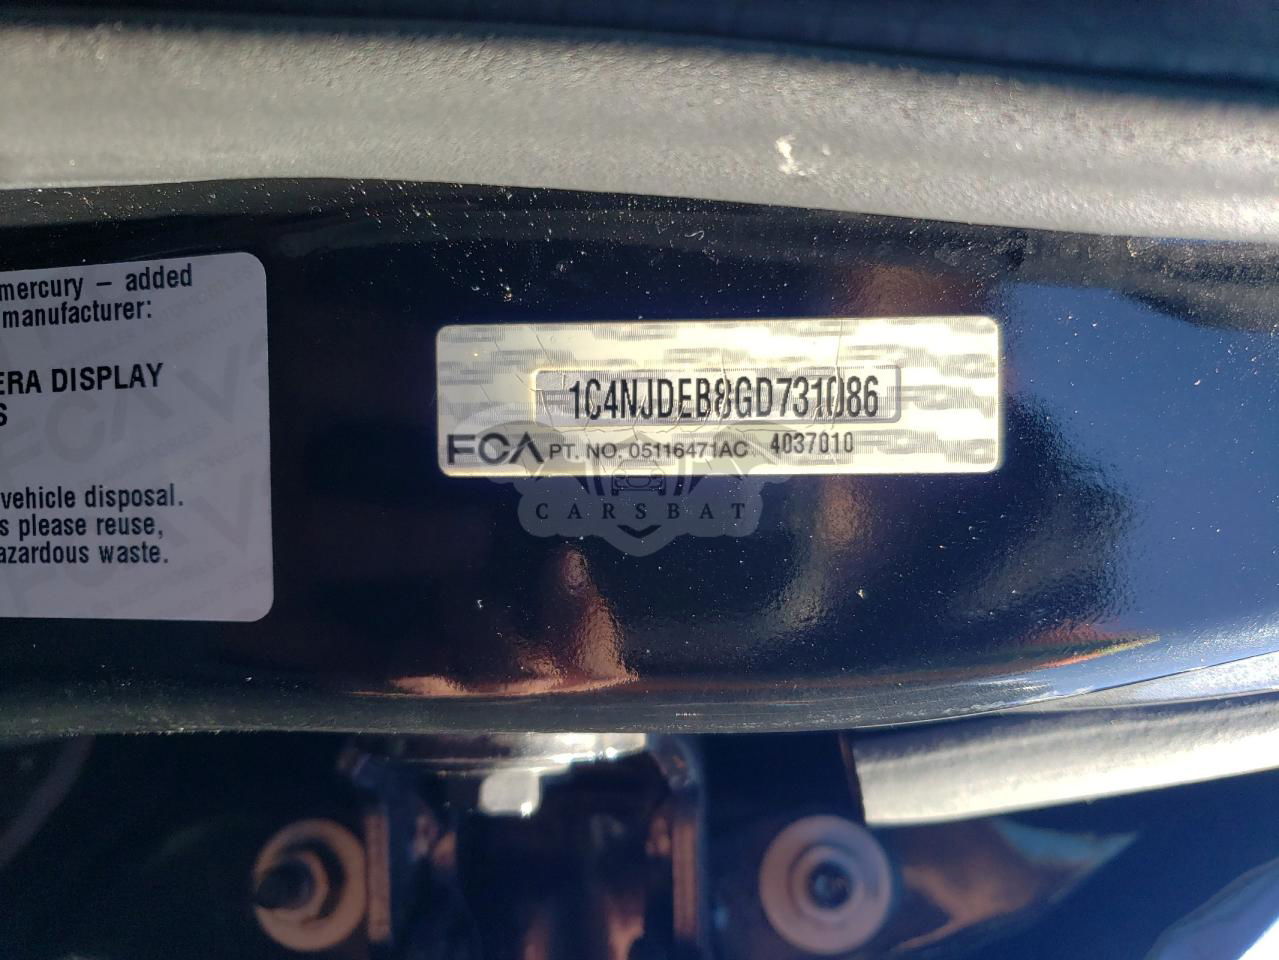 mercury – added
manufacturer:
ERA DISPLAY
S
vehicle disposal.
s please reuse,
azardous waste.
1C4NJDEB8GD731086
FCA PT. NO. 05116471AC 4037010
CARSBAT